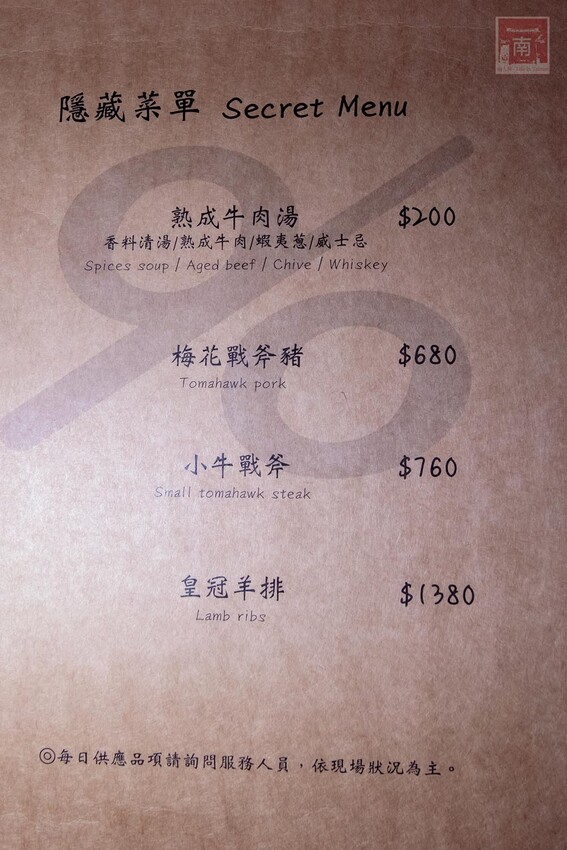 南
隱藏菜單 Secret Menu
熟成牛肉湯 $200
香料清湯/熟成牛肉/蝦夷蔥/威士忌
Spices soup / Aged beef / Chive / Whiskey
梅花戰斧豬 $680
Tomahawk pork
小牛戰斧 $760
Small tomahawk steak
皇冠羊排 $1380
Lamb ribs
◎每日供應品項請詢問服務人員，依現場狀況為主。